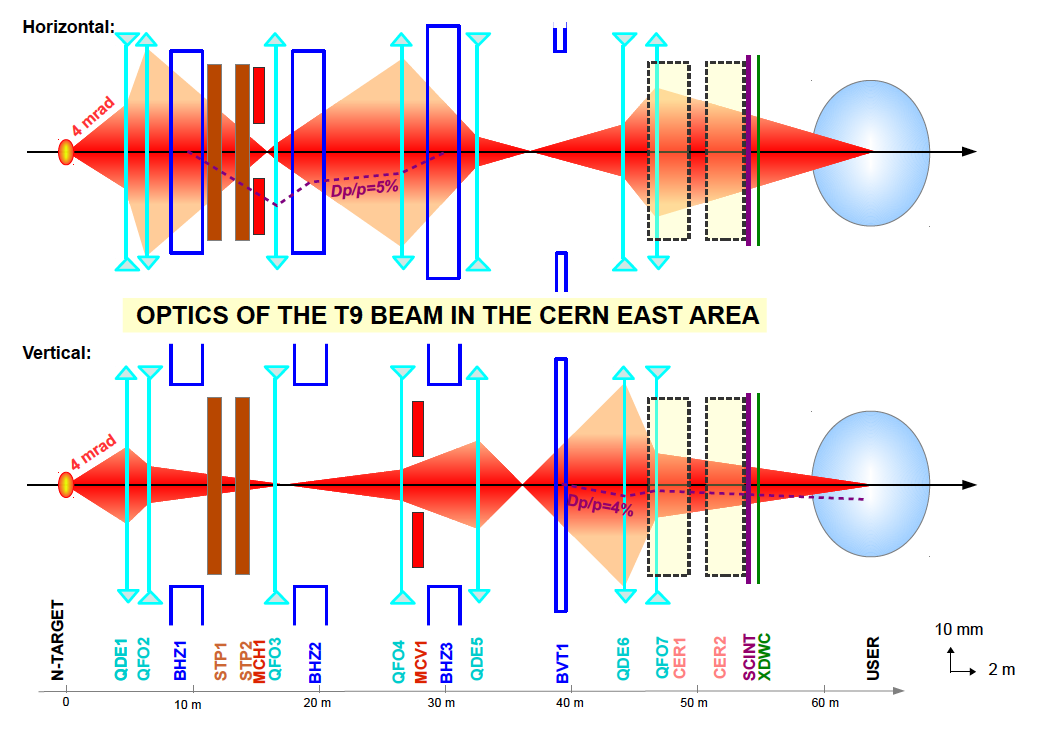 Horizontal:
4 mrad
Dp/p=5%
OPTICS OF THE T9 BEAM IN THE CERN EAST AREA
Vertical:
4 mrad
Dp/p=4%
N-TARGET
QDE1
QFO2
BHZ1
STP1
STP2
MCH1
QFO3
BHZ2
QFO4
MCV1
BHZ3
QDE5
BVT1
QDE6
QFO7
CER1
CER2
SCINT
XDWC
USER
10 mm
2 m
0
10 m
20 m
30 m
40 m
50 m
60 m